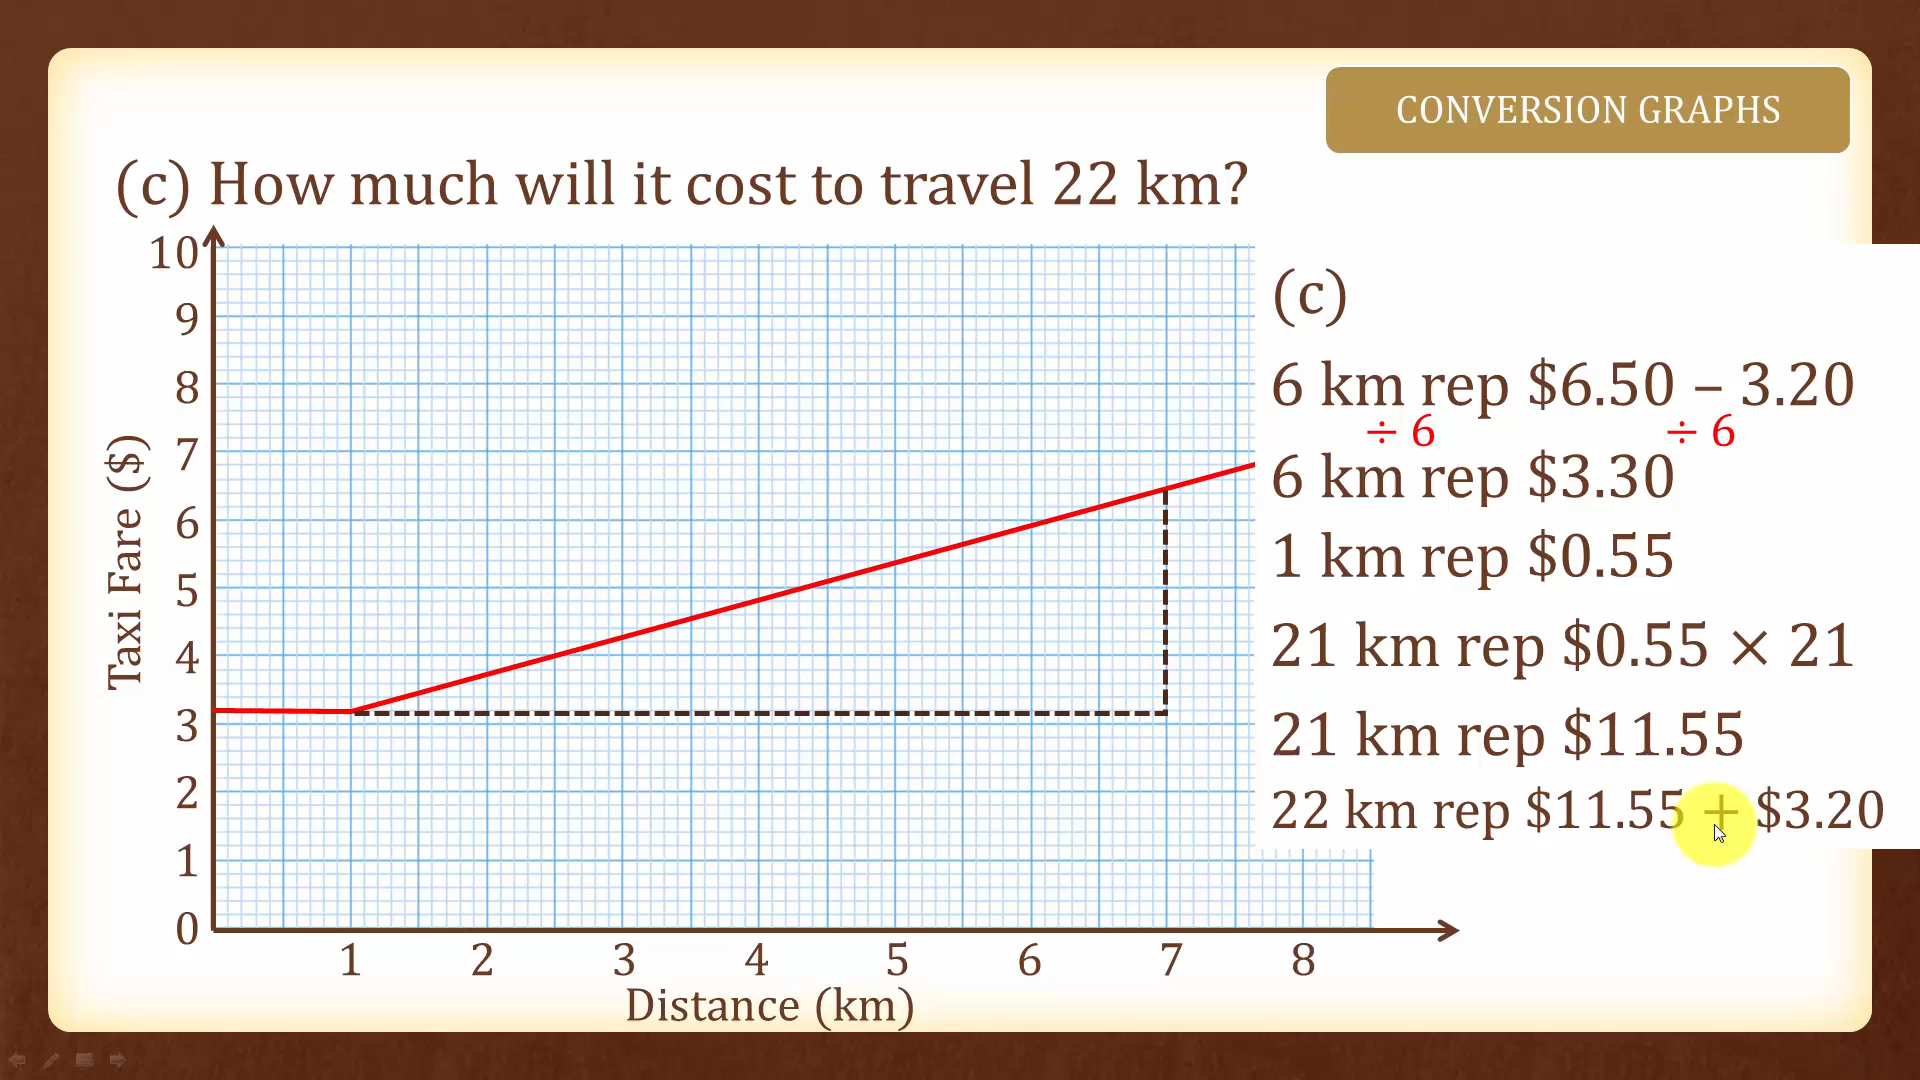 CONVERSION GRAPHS
(c) How much will it cost to travel 22 km?
10
9
8
7
6
5
4
3
2
1
0
Taxi Fare ($)
1 2 3 4 5 6 7 8
Distance (km)
(c)
6 km rep $6.50 – 3.20
÷ 6 ÷ 6
6 km rep $3.30
1 km rep $0.55
21 km rep $0.55 × 21
21 km rep $11.55
22 km rep $11.55 + $3.20